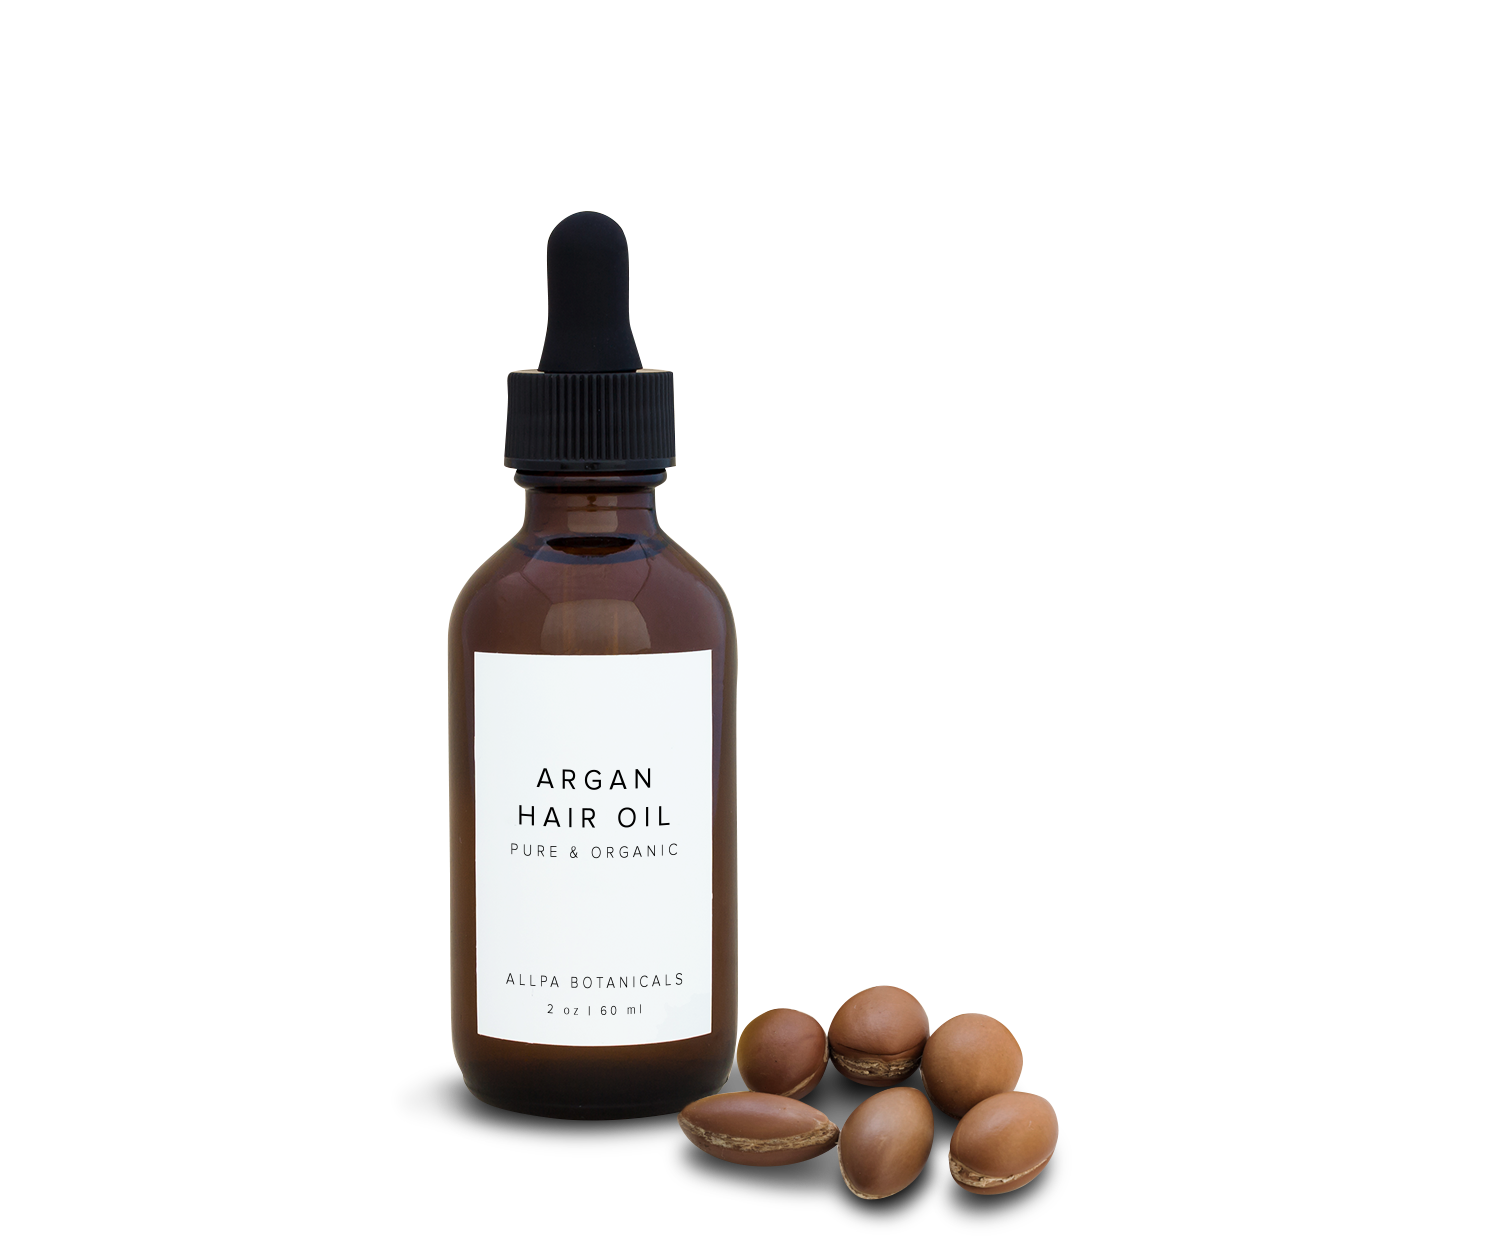 ARGAN
HAIR OIL
PURE & ORGANIC
ALLPA BOTANICALS
2 oz | 60 ml